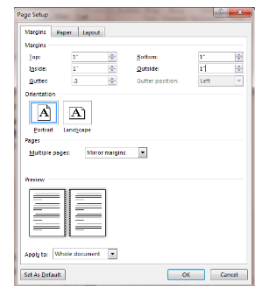 Page Setup
Margins Paper Layout
Margins
Top: 1" Bottom: 1"
Inside: 1" Outside: 1"
Gutter: .1 Gutter position: Left
Orientation
A A
Portrait Landscape
Pages
Multiple pages: Mirror margins
Preview
Apply to: Whole document
Set As Default OK Cancel